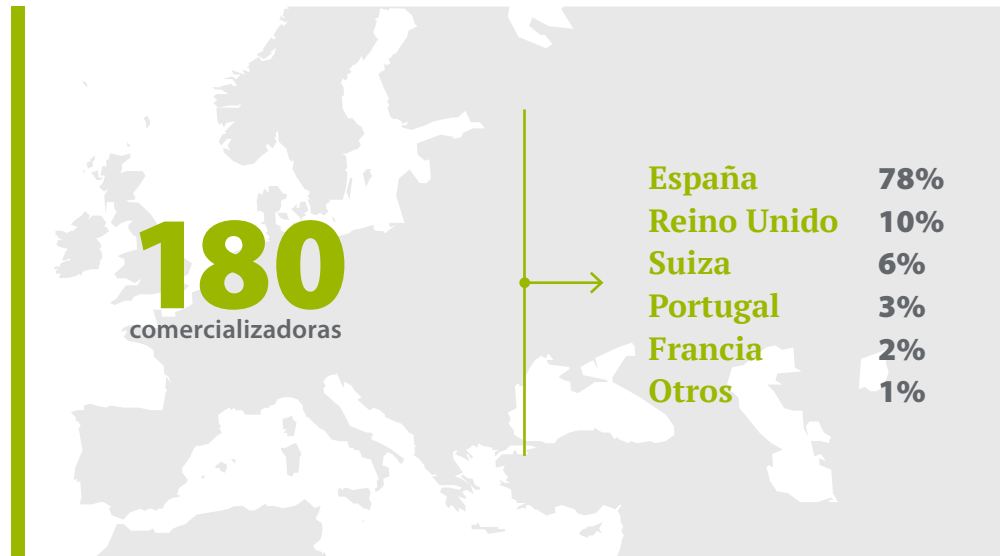 180
comercializadoras
España 78%
Reino Unido 10%
Suiza 6%
Portugal 3%
Francia 2%
Otros 1%